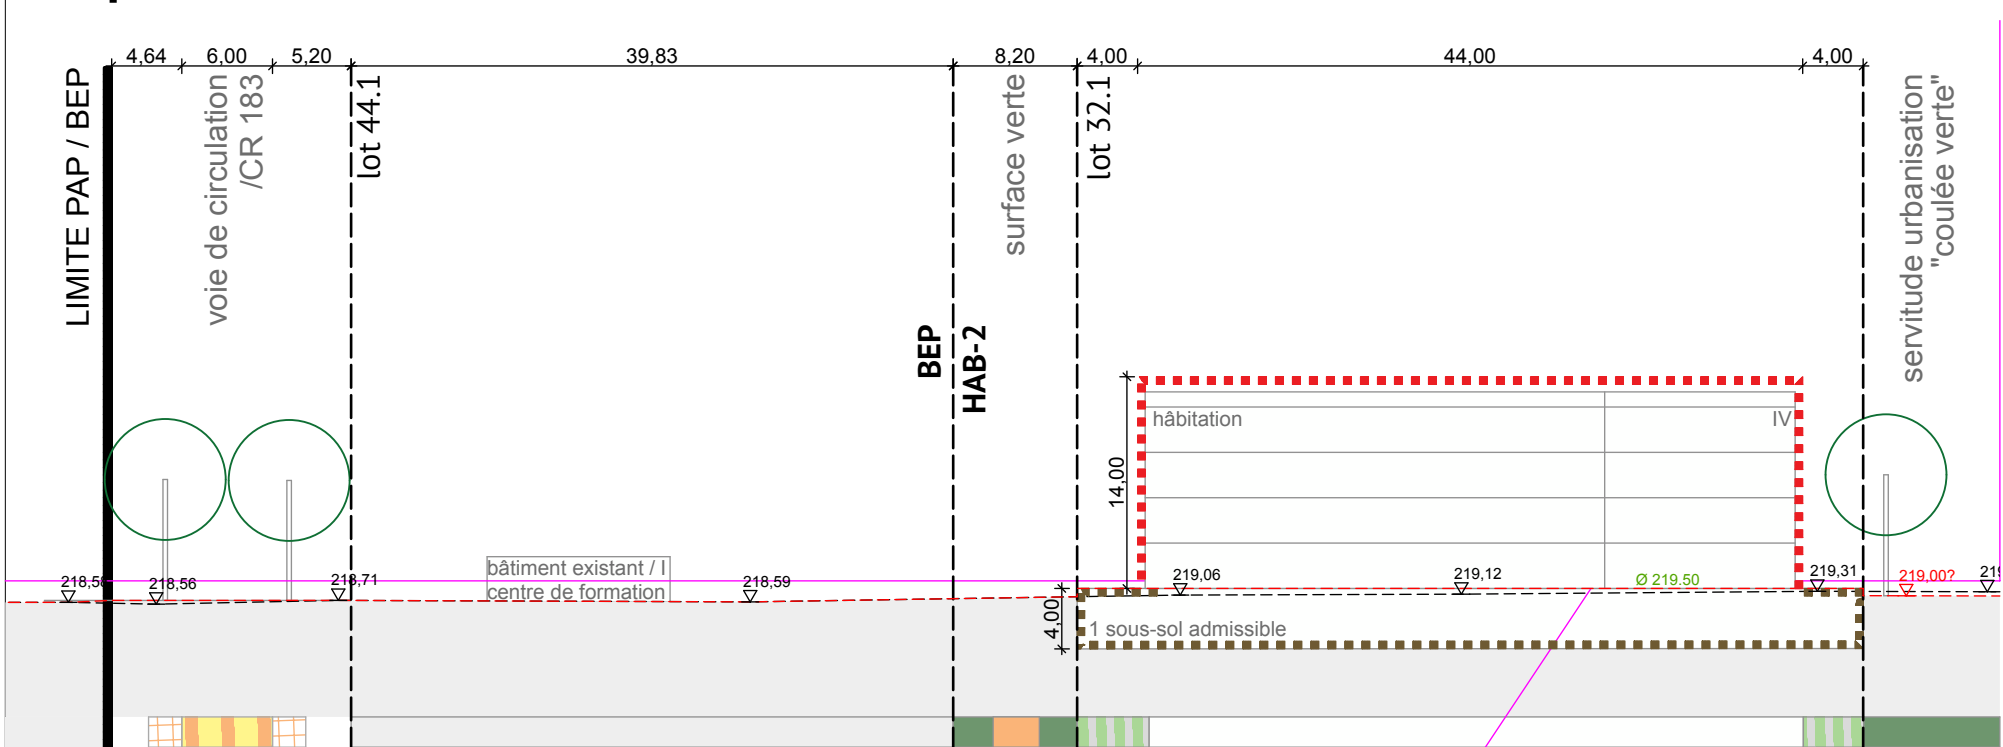 4,64
6,00
5,20
39,83
8,20
4,00
44,00
4,00
LIMITE PAP / BEP
voie de circulation
/CR 183
lot 44.1
surface verte
lot 32.1
servitude urbanisation
"coulée verte"
BEP
HAB-2
hâbitation
IV
14,00
bâtiment existant / I
centre de formation
218,56
218,71
218,59
219,06
219,12
Ø 219.50
219,31
219,00?
4,00
1 sous-sol admissible